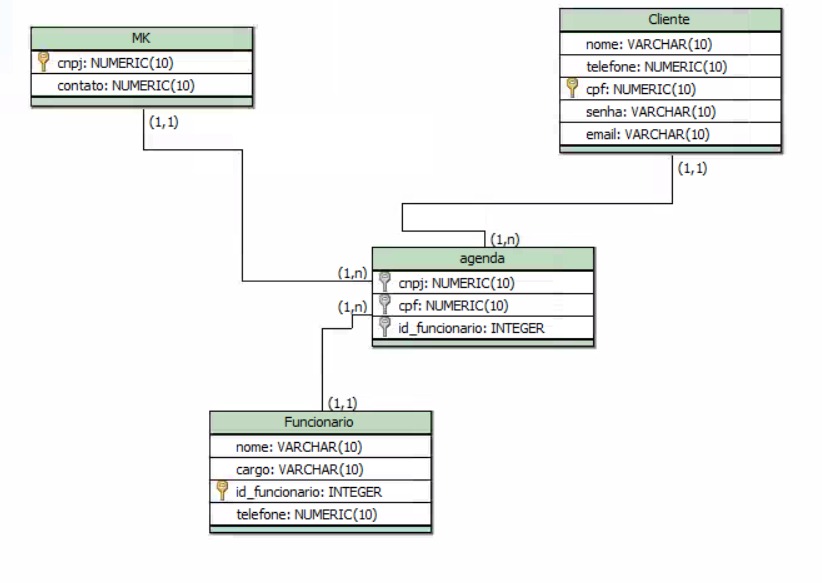 MK
cnpj: NUMERIC(10)
contato: NUMERIC(10)
(1,1)
Cliente
nome: VARCHAR(10)
telefone: NUMERIC(10)
cpf: NUMERIC(10)
senha: VARCHAR(10)
email: VARCHAR(10)
(1,1)
(1,n)
agenda
(1,n)
cnpj: NUMERIC(10)
(1,n)
cpf: NUMERIC(10)
id_funcionario: INTEGER
(1,1)
Funcionario
nome: VARCHAR(10)
cargo: VARCHAR(10)
id_funcionario: INTEGER
telefone: NUMERIC(10)